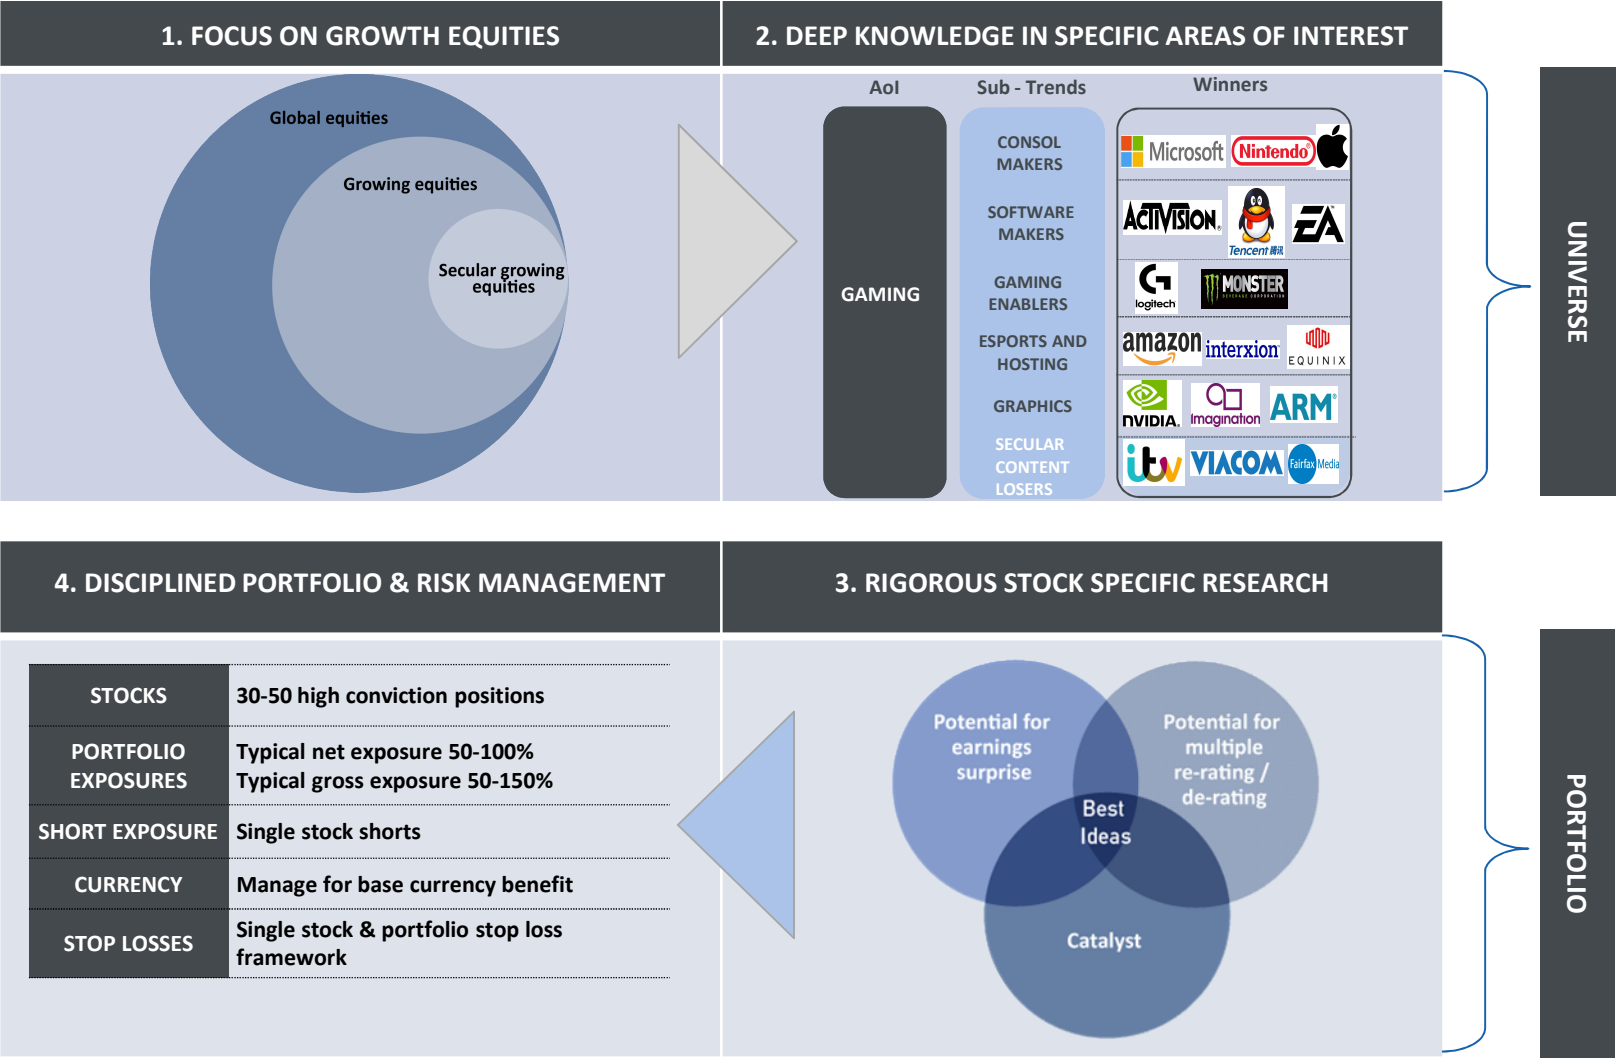 1. FOCUS ON GROWTH EQUITIES
Global equities
Growing equities
Secular growing
equities
2. DEEP KNOWLEDGE IN SPECIFIC AREAS OF INTEREST
AoI
Sub - Trends
Winners
GAMING
CONSOL
MAKERS
Microsoft
Nintendo®
SOFTWARE
MAKERS
ACTIVISION®
Tencent 腾讯
EA™
GAMING
ENABLERS
logitech
MONSTER
BEVERAGE CORPORATION
ESPORTS AND
HOSTING
amazon
interxion
EQUINIX
GRAPHICS
NVIDIA®
Imagination
ARM®
SECULAR
CONTENT
LOSERS
itv
VIACOM
Fairfax Media
UNIVERSE
4. DISCIPLINED PORTFOLIO & RISK MANAGEMENT
STOCKS
30-50 high conviction positions
PORTFOLIO
EXPOSURES
Typical net exposure 50-100%
Typical gross exposure 50-150%
SHORT EXPOSURE
Single stock shorts
CURRENCY
Manage for base currency benefit
STOP LOSSES
Single stock & portfolio stop loss
framework
3. RIGOROUS STOCK SPECIFIC RESEARCH
Potential for
earnings
surprise
Potential for
multiple
re-rating /
de-rating
Best
Ideas
Catalyst
PORTFOLIO